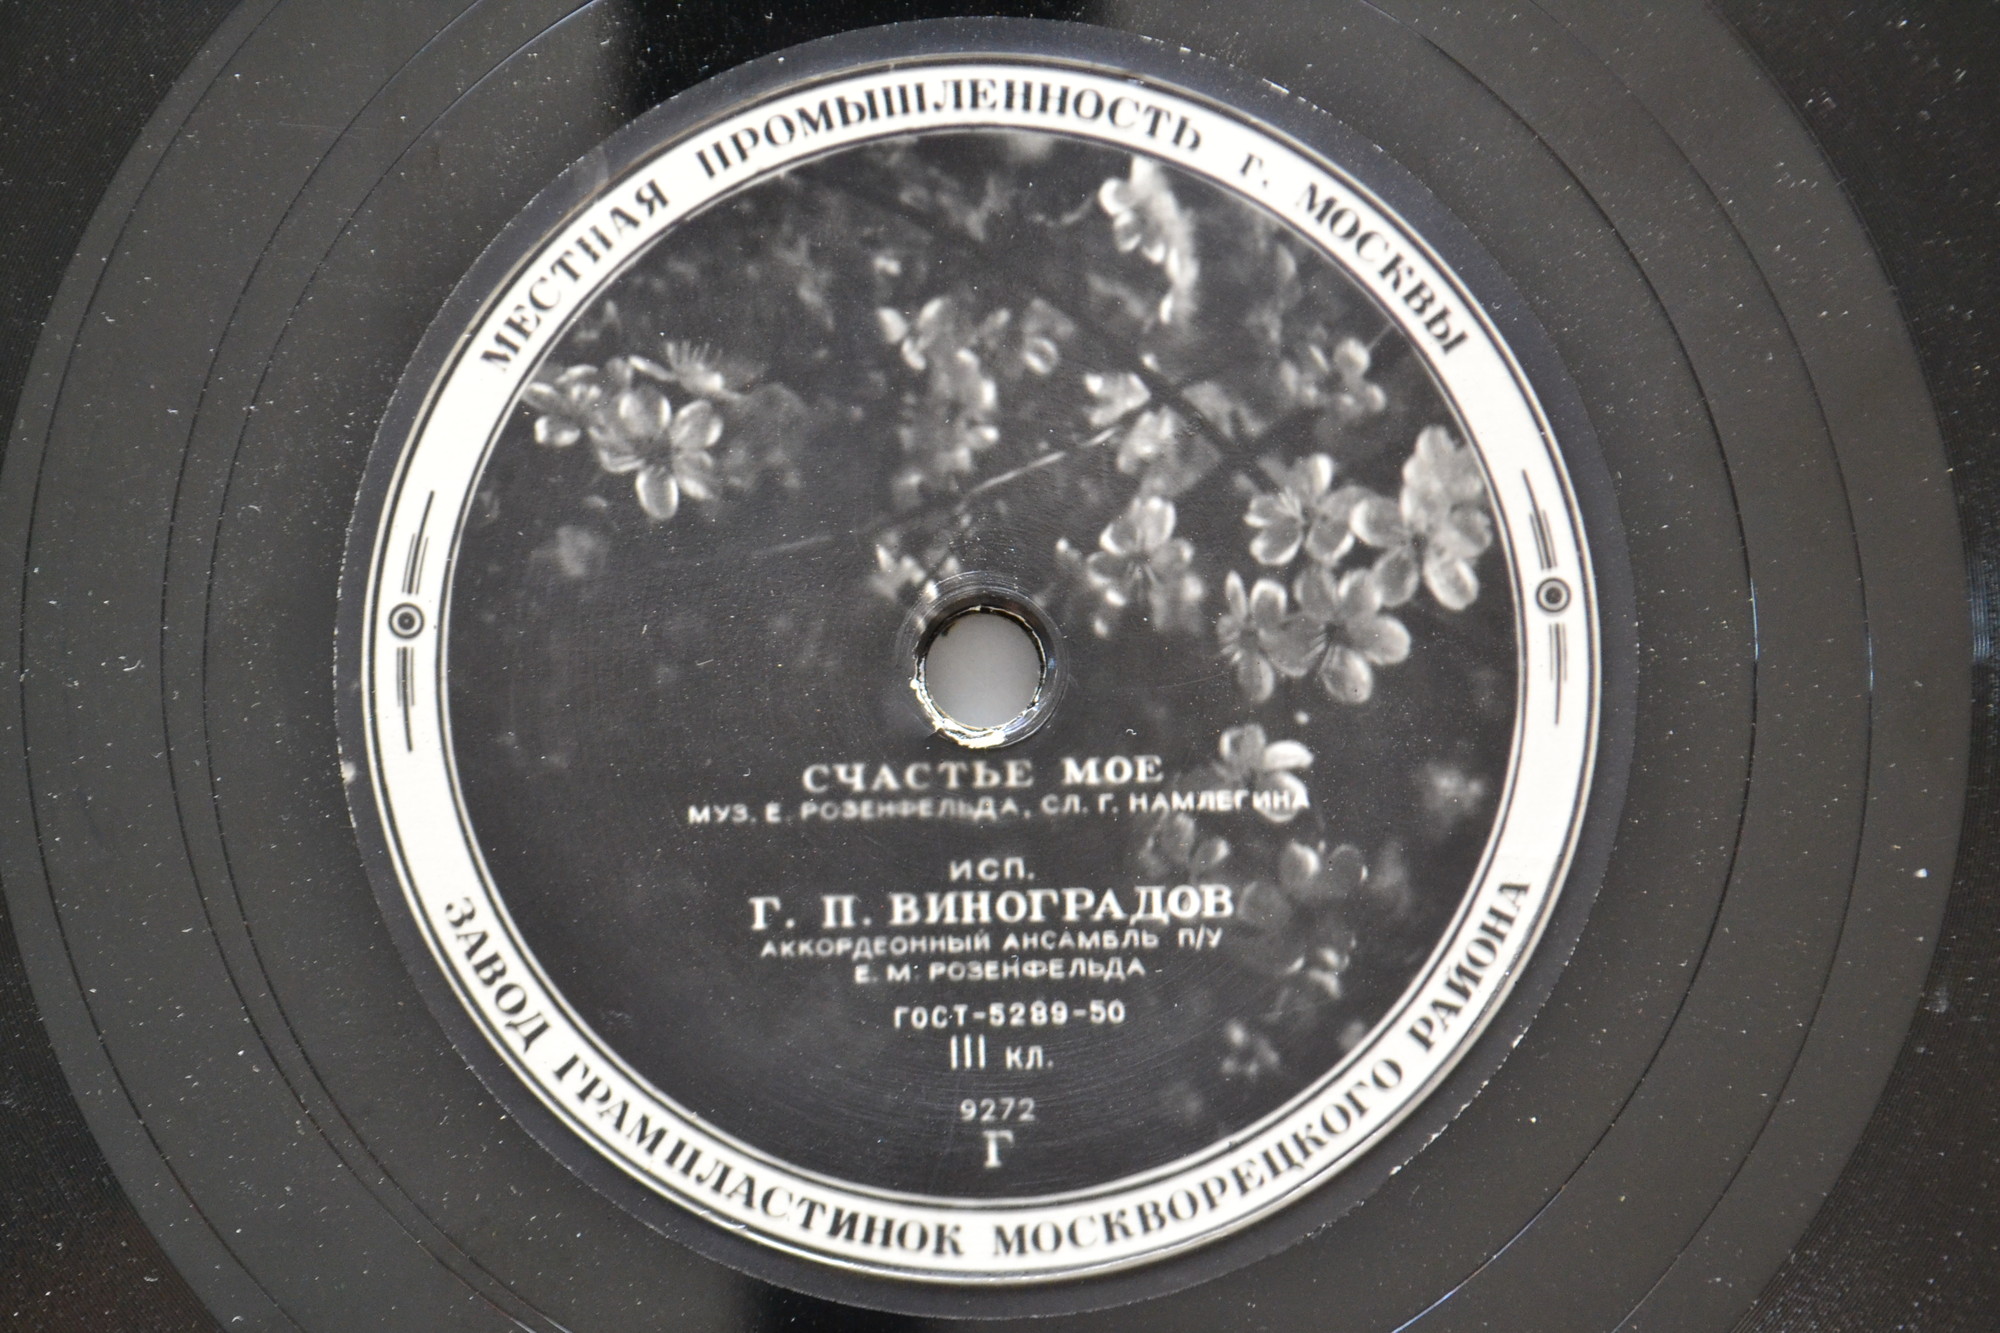 МЕСТНАЯ ПРОМЫШЛЕННОСТЬ г. МОСКВЫ
СЧАСТЬЕ МОЕ
МУЗ. Е. РОЗЕНФЕЛЬДА, СЛ. Г. НАМЛЕГИНА
ИСП.
Г. П. ВИНОГРАДОВ
АККОРДЕОННЫЙ АНСАМБЛЬ П/У
Е. М. РОЗЕНФЕЛЬДА
ГОСТ-5289-50
III КЛ.
9272
Г
ЗАВОД ГРАМПЛАСТИНОК МОСКВОРЕЦКОГО РАЙОНА